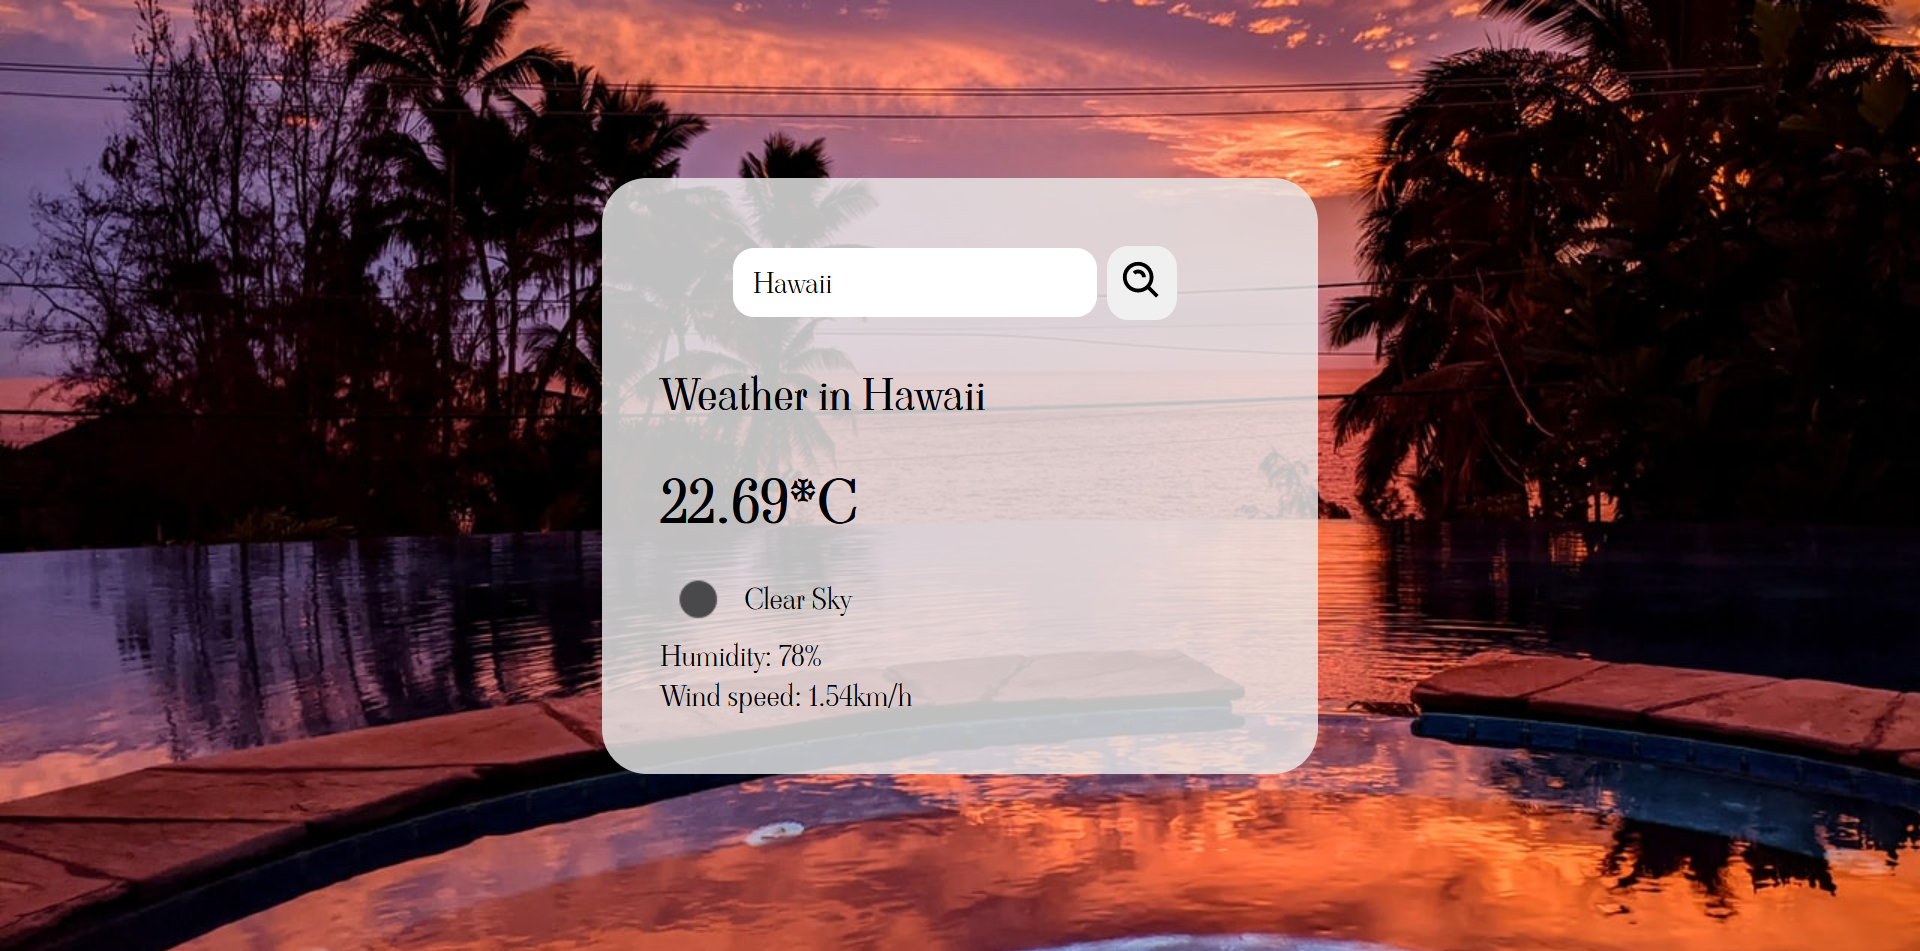 Hawaii
Weather in Hawaii
22.69*C
Clear Sky
Humidity: 78%
Wind speed: 1.54km/h